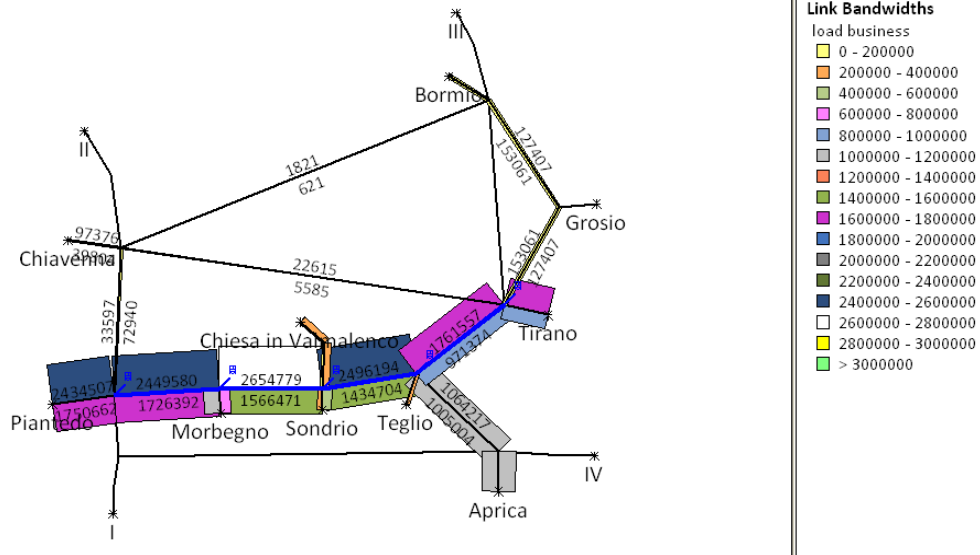 III
Bormio
II
127407
153061
1821
621
Grosio
97376
39804
Chiavenna
22615
5585
153061
127407
33597
72940
Chiesa in Valmalenco
1761557
971374
Tirano
2434507
2449580
2654779
2496194
1750662
1726392
1566471
1434704
1064217
1005004
Piantedo
Morbegno
Sondrio
Teglio
IV
Aprica
I
Link Bandwidths
load business
0 - 200000
200000 - 400000
400000 - 600000
600000 - 800000
800000 - 1000000
1000000 - 1200000
1200000 - 1400000
1400000 - 1600000
1600000 - 1800000
1800000 - 2000000
2000000 - 2200000
2200000 - 2400000
2400000 - 2600000
2600000 - 2800000
2800000 - 3000000
> 3000000